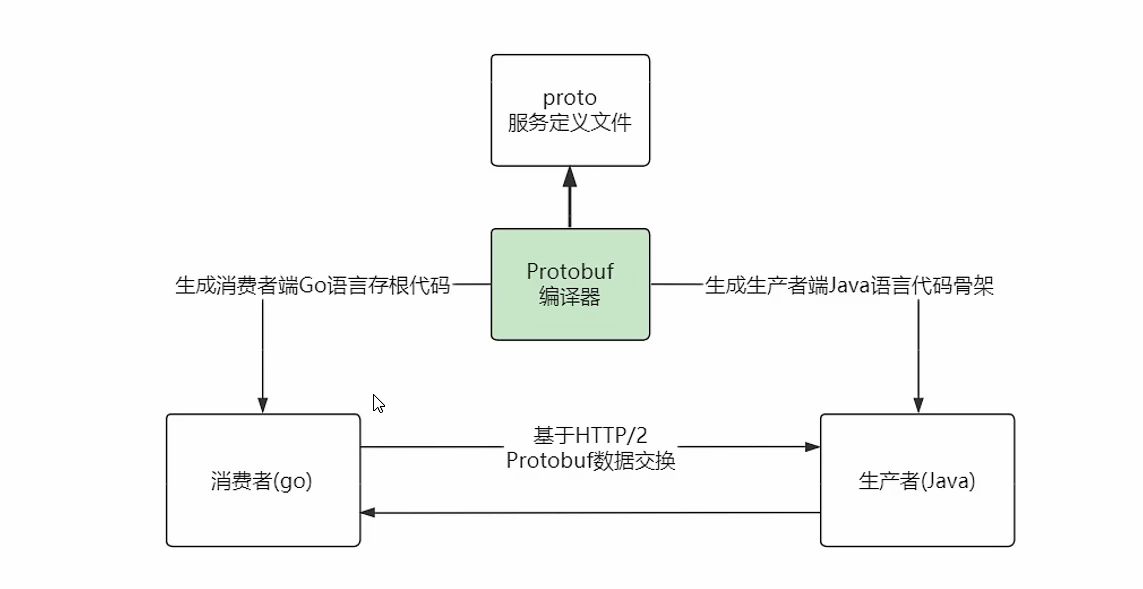 proto
服务定义文件
Protobuf
编译器
生成消费者端Go语言存根代码
生成生产者端Java语言代码骨架
基于HTTP/2
Protobuf数据交换
消费者(go)
生产者(Java)